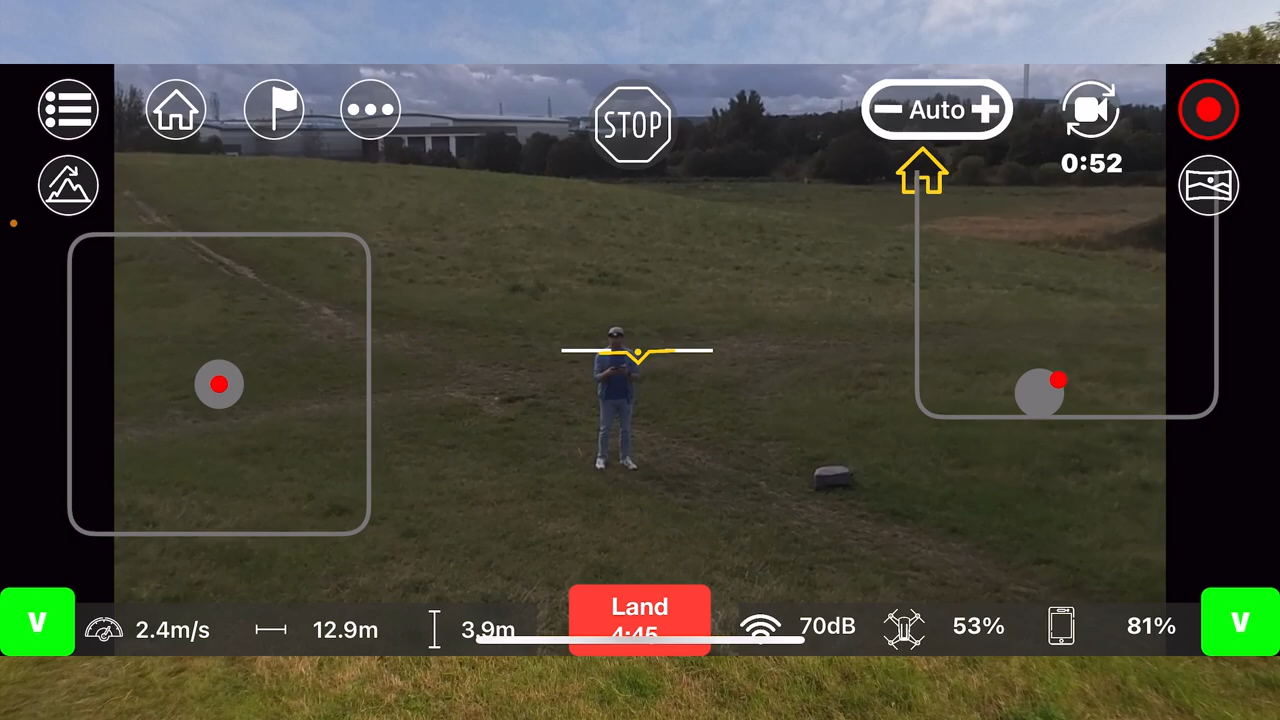 STOP
Auto
0:52
V
2.4m/s
12.9m
3.9m
Land
4:45
70dB
53%
81%
V